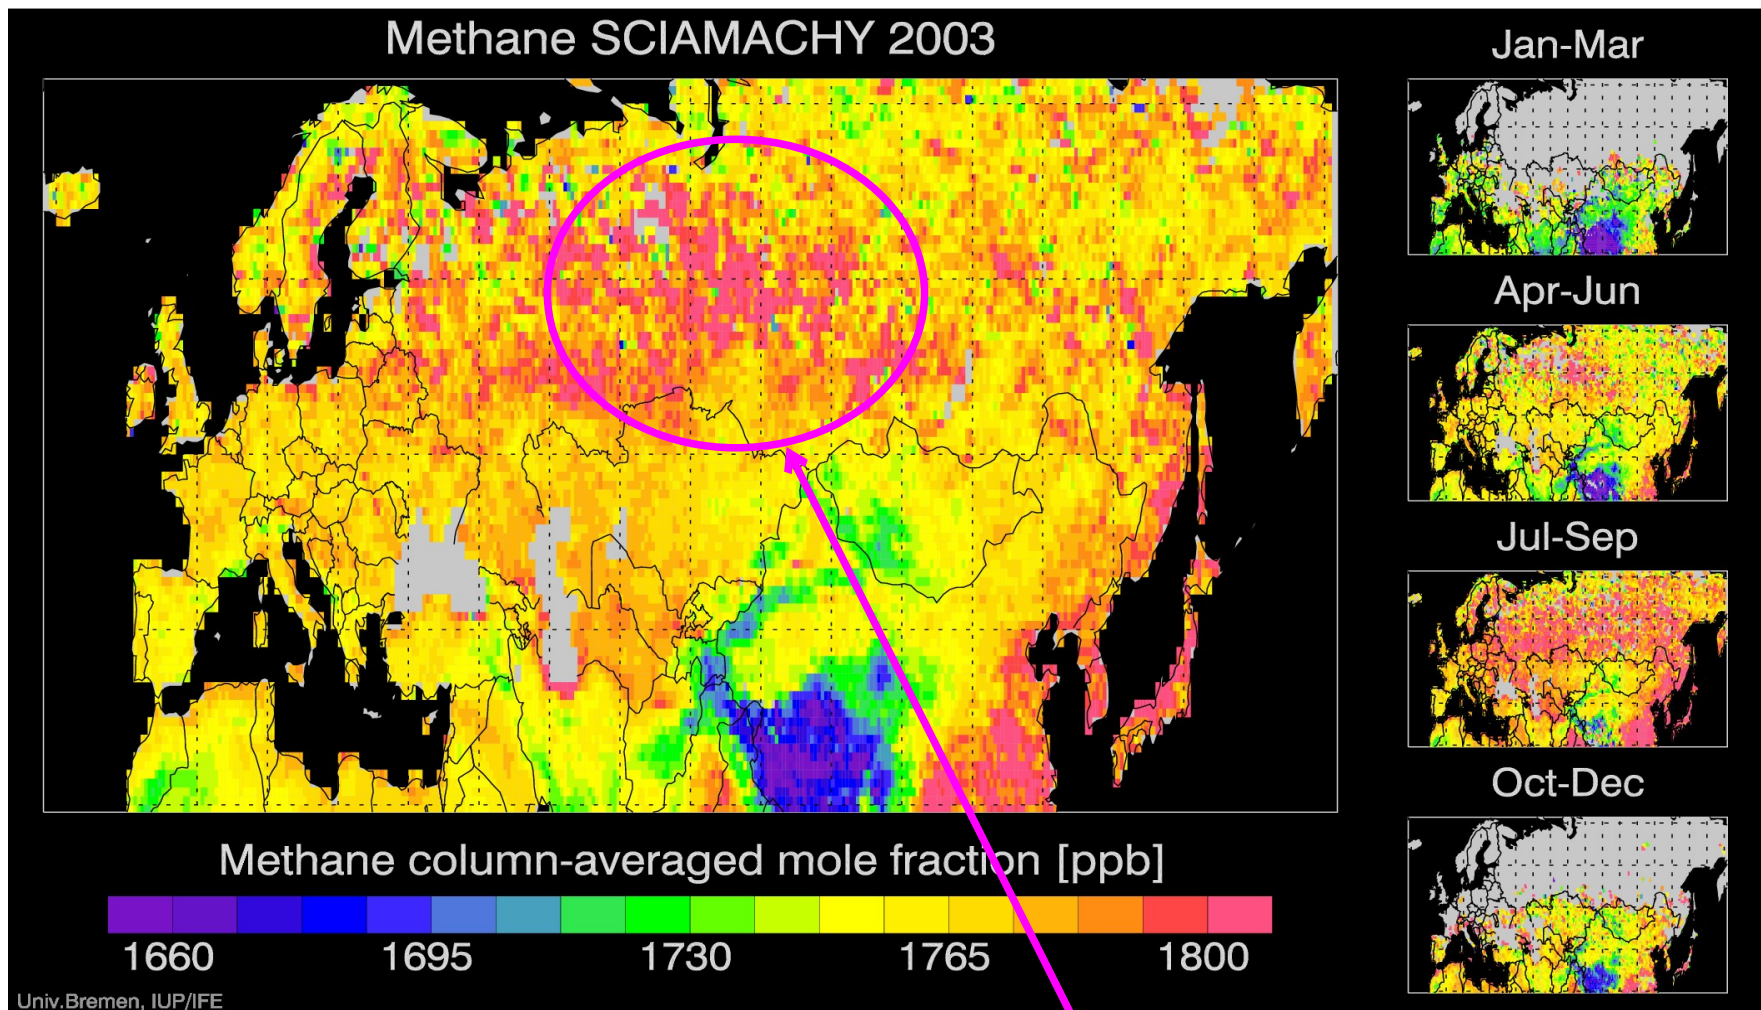 Methane SCIAMACHY 2003
Jan-Mar
Apr-Jun
Jul-Sep
Oct-Dec
Methane column-averaged mole fraction [ppb]
1660 1695 1730 1765 1800
Univ.Bremen, IUP/IFE